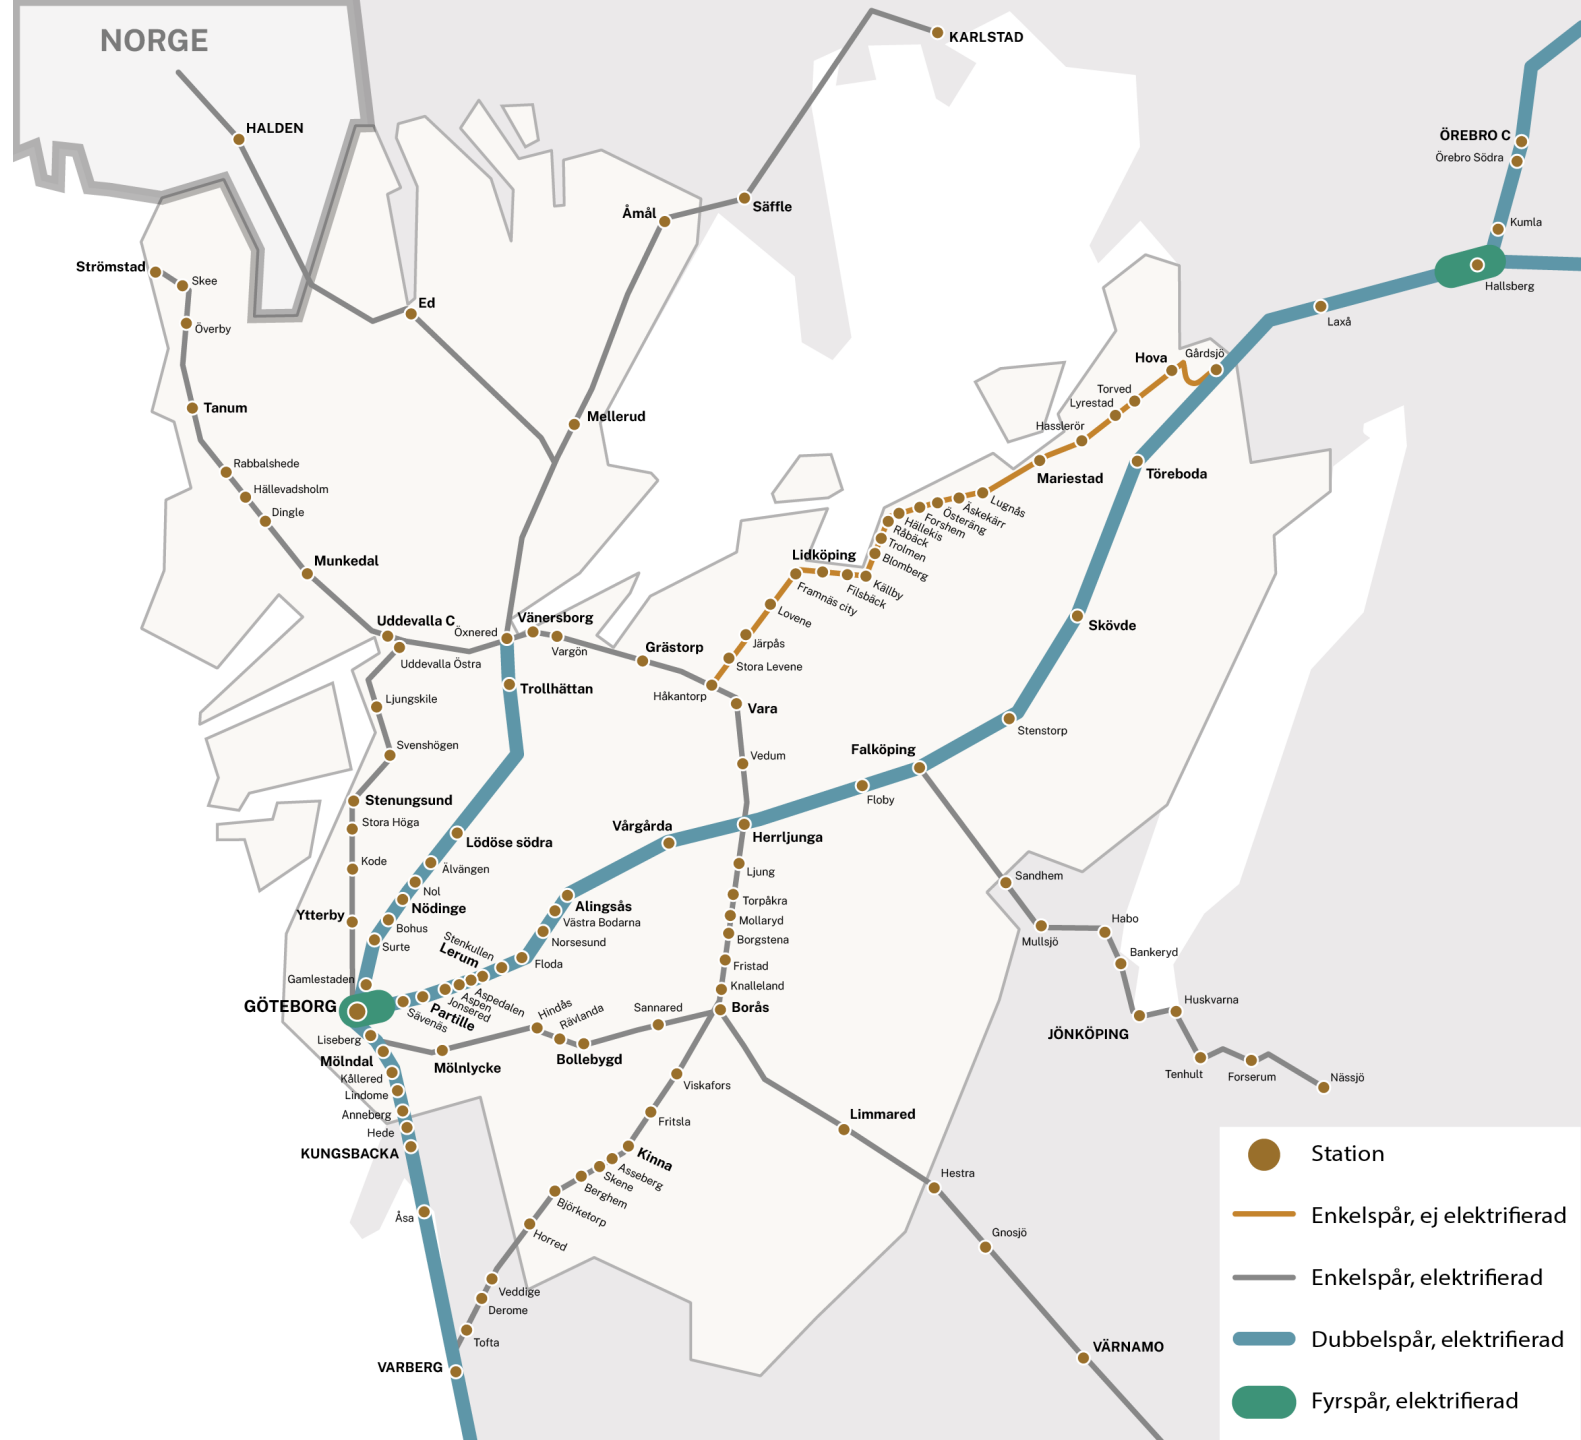 NORGE
KARLSTAD
HALDEN
ÖREBRO C
Örebro Södra
Åmål
Säffle
Kumla
Strömstad
Skee
Hallsberg
Ed
Överby
Laxå
Hova
Gårdsjö
Torved
Lyrestad
Tanum
Mellerud
Hasslerör
Rabbalshede
Mariestad
Töreboda
Hällevadsholm
Lugnås
Dingle
Äskekärr
Österäng
Forshem
Hällekis
Råbäck
Trolmen
Blomberg
Munkedal
Lidköping
Källby
Filsbäck
Framnäs city
Lovene
Uddevalla C
Öxnered
Vänersborg
Skövde
Järpås
Vargön
Grästorp
Uddevalla Östra
Stora Levene
Trollhättan
Håkantorp
Ljungskile
Vara
Stenstorp
Svenshögen
Vedum
Falköping
Stenungsund
Floby
Stora Höga
Vårgårda
Herrljunga
Lödöse södra
Kode
Älvängen
Ljung
Sandhem
Nol
Torpåkra
Ytterby
Nödinge
Alingsås
Mollaryd
Habo
Bohus
Västra Bodarna
Borgstena
Mullsjö
Surte
Stenkullen
Norsesund
Bankeryd
Lerum
Floda
Fristad
Gamlestaden
Knalleland
GÖTEBORG
Aspedalen
Aspen
Jonsered
Partille
Sävenäs
Hindås
Rävlanda
Sannared
Borås
Huskvarna
JÖNKÖPING
Liseberg
Mölndal
Mölnlycke
Bollebygd
Kållered
Tenhult
Forserum
Nässjö
Lindome
Viskafors
Anneberg
Fritsla
Limmared
Hede
KUNGSBACKA
Kinna
Asseberg
Skene
Berghem
Björketorp
Hestra
Station
Åsa
Horred
Gnosjö
Enkelspår, ej elektrifierad
Veddige
Enkelspår, elektrifierad
Derome
Tofta
Dubbelspår, elektrifierad
VARBERG
VÄRNAMO
Fyrspår, elektrifierad